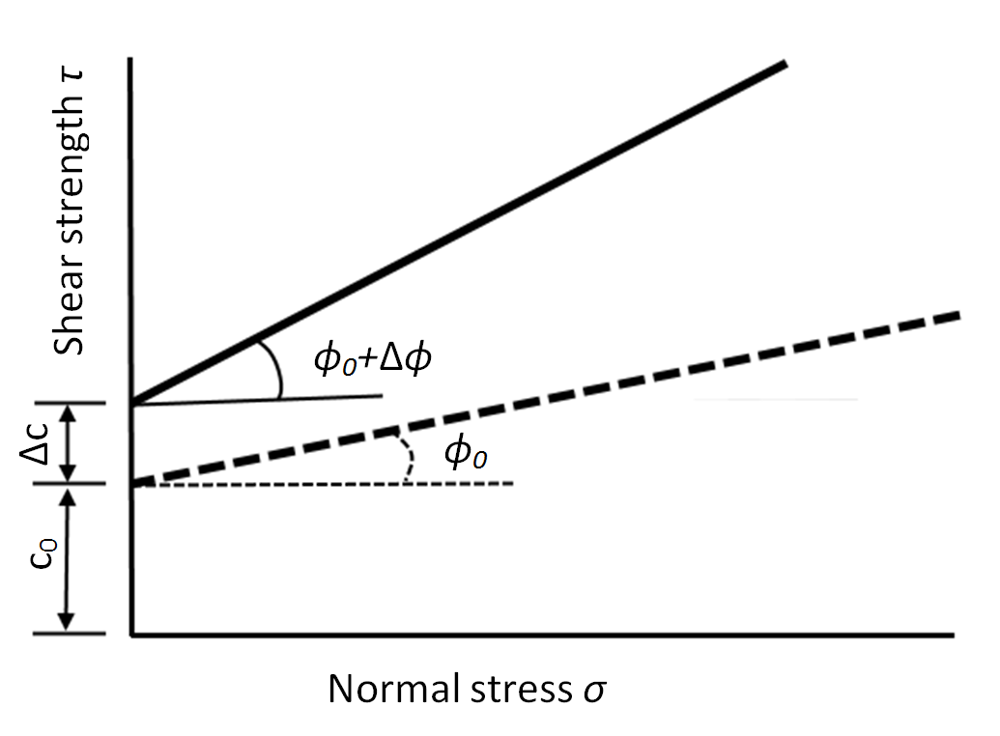 Shear strength τ
ϕ₀+Δϕ
Δc
ϕ₀
c₀
Normal stress σ